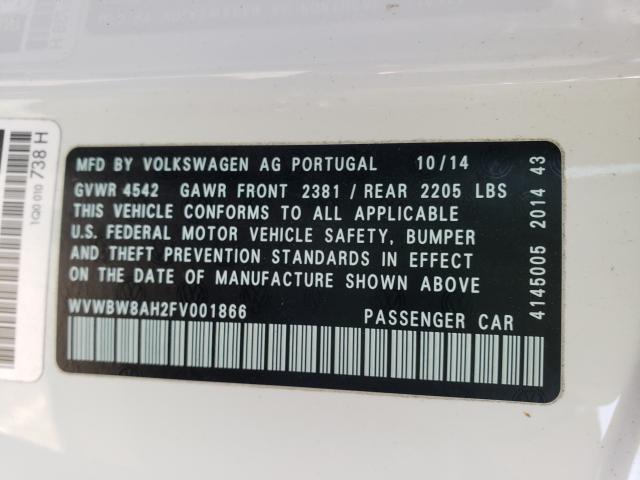 MFD BY VOLKSWAGEN AG PORTUGAL 10/14
GVWR 4542 GAWR FRONT 2381 / REAR 2205 LBS
THIS VEHICLE CONFORMS TO ALL APPLICABLE
U.S. FEDERAL MOTOR VEHICLE SAFETY, BUMPER
AND THEFT PREVENTION STANDARDS IN EFFECT
ON THE DATE OF MANUFACTURE SHOWN ABOVE
WVWBW8AH2FV001866 PASSENGER CAR
4145005 2014 43
1Q0 010 738 H